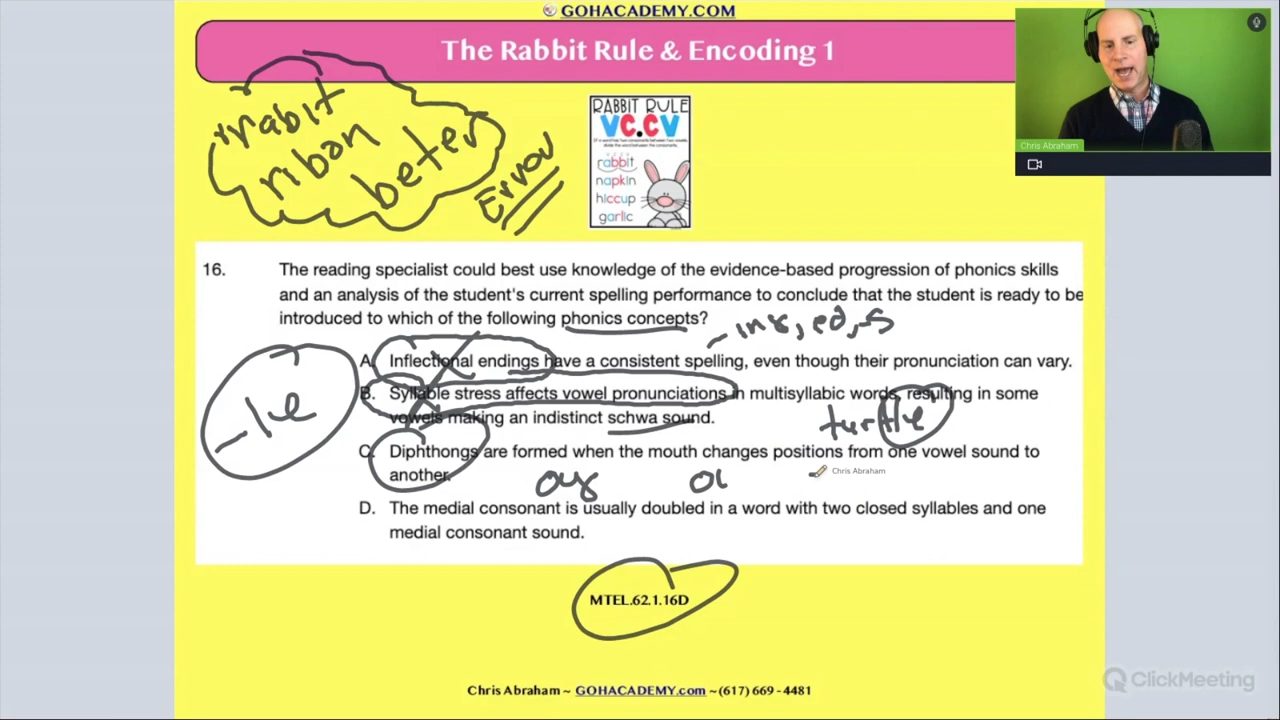 GOHACADEMY.COM
The Rabbit Rule & Encoding 1
Chris Abraham
rabit
ribon
beter
Error
RABBIT RULE
VC.CV
rabbit
napkin
hiccup
garlic
16. The reading specialist could best use knowledge of the evidence-based progression of phonics skills
and an analysis of the student's current spelling performance to conclude that the student is ready to be
introduced to which of the following phonics concepts?
- ing, ed, -s
A. Inflectional endings have a consistent spelling, even though their pronunciation can vary.
-le
B. Syllable stress affects vowel pronunciations in multisyllabic words, resulting in some
vowels making an indistinct schwa sound.
turtle
C. Diphthongs are formed when the mouth changes positions from one vowel sound to
another.
Chris Abraham
oy oi
D. The medial consonant is usually doubled in a word with two closed syllables and one
medial consonant sound.
MTEL.62.1.16D
Chris Abraham ~ GOHACADEMY.com ~(617) 669 - 4481
ClickMeeting